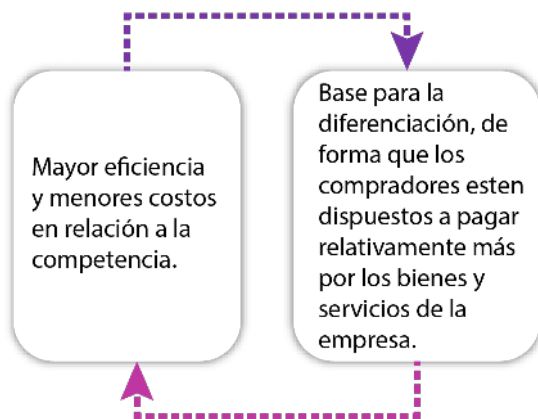 Mayor eficiencia
y menores costos
en relación a la
competencia.
Base para la
diferenciación, de
forma que los
compradores esten
dispuestos a pagar
relativamente más
por los bienes y
servicios de la
empresa.